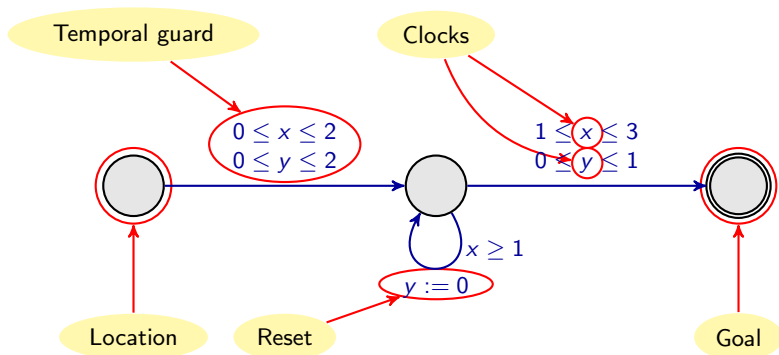 Temporal guard
Clocks
0 ≤ x ≤ 2
0 ≤ y ≤ 2
1 ≤ x ≤ 3
0 ≤ y ≤ 1
x ≥ 1
y := 0
Location
Reset
Goal